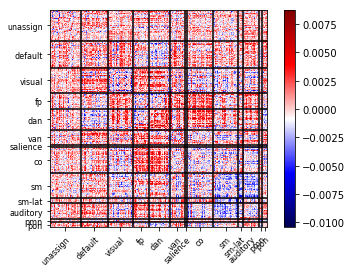 unassign
default
visual
fp
dan
van
salience
co
sm
sm-lat
auditory
pmn
pon
unassign
default
visual
fp
dan
van
salience
co
sm
sm-lat
auditory
0.0075
0.0050
0.0025
0.0000
−0.0025
−0.0050
−0.0075
−0.0100